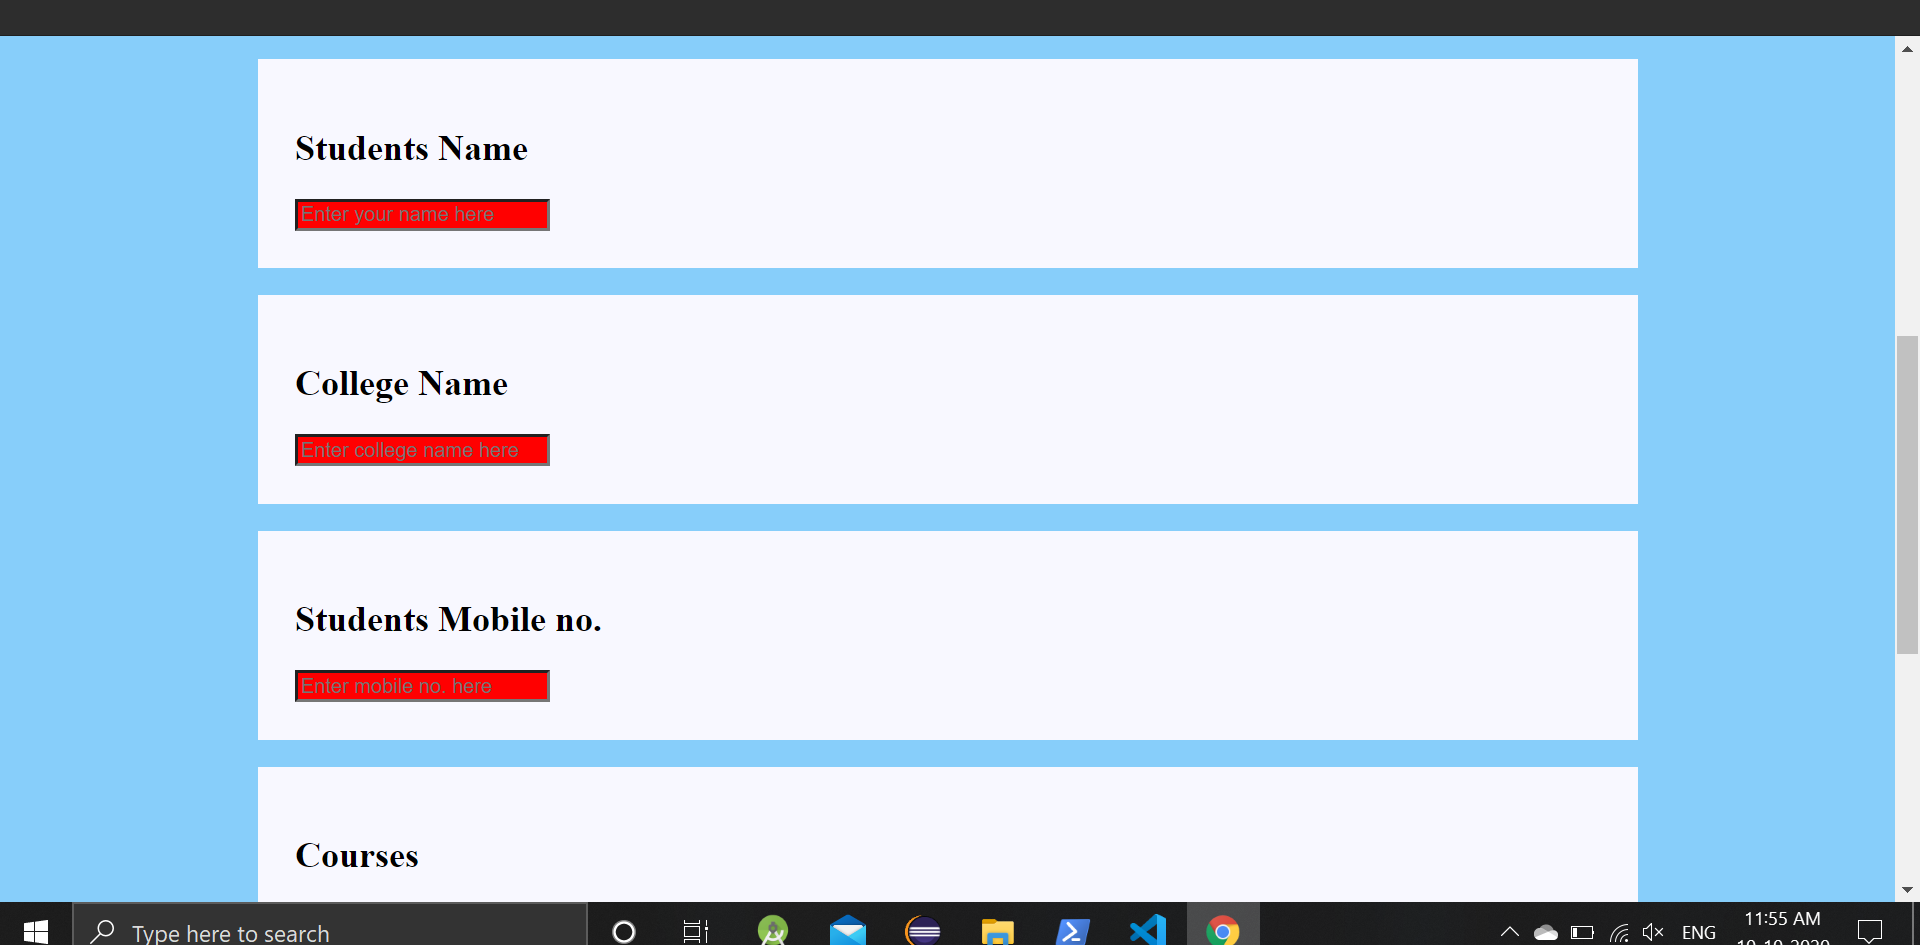 Students Name
Enter your name here
College Name
Enter college name here
Students Mobile no.
Enter mobile no. here
Courses
Type here to search
ENG
11:55 AM